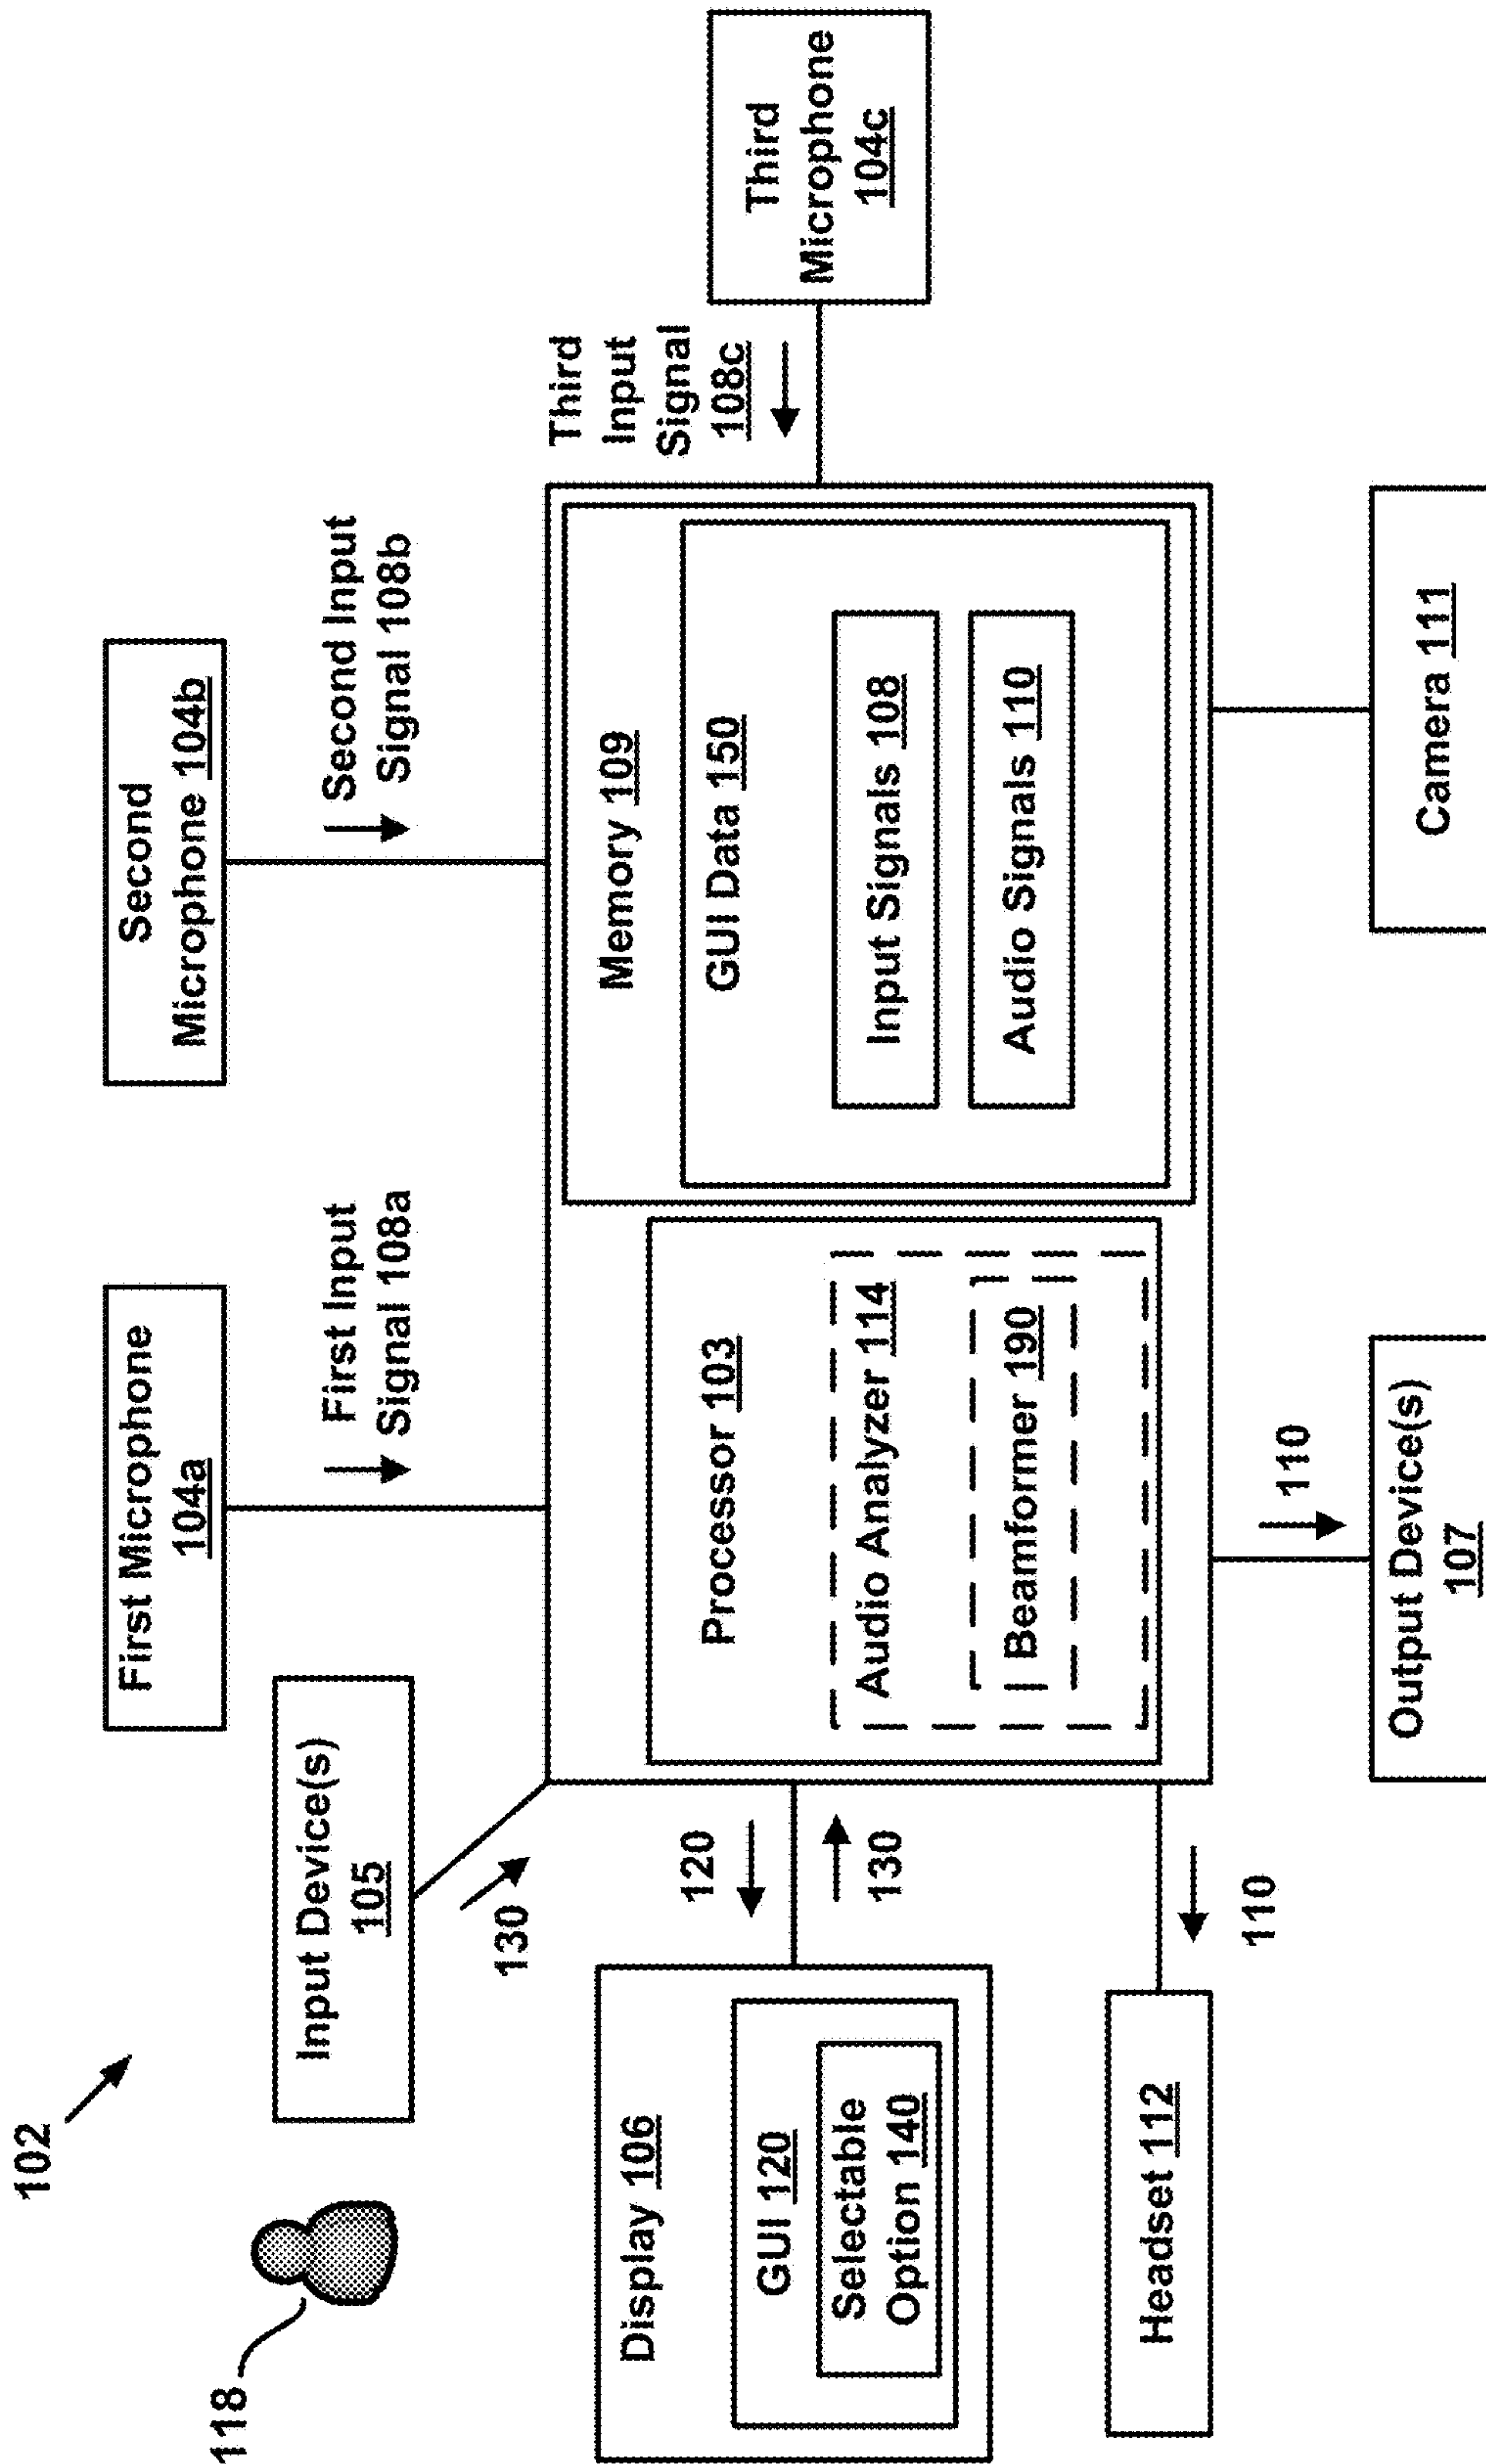 102
118
First Microphone
104a
Second
Microphone 104b
Input Device(s)
105
130
First Input
Signal 108a
Second Input
Signal 108b
Third
Input
Signal
108c
Third
Microphone
104c
Display 106
GUI 120
Selectable
Option 140
120
130
Processor 103
Audio Analyzer 114
Beamformer 190
Memory 109
GUI Data 150
Input Signals 108
Audio Signals 110
Headset 112
110
110
Output Device(s)
107
Camera 111